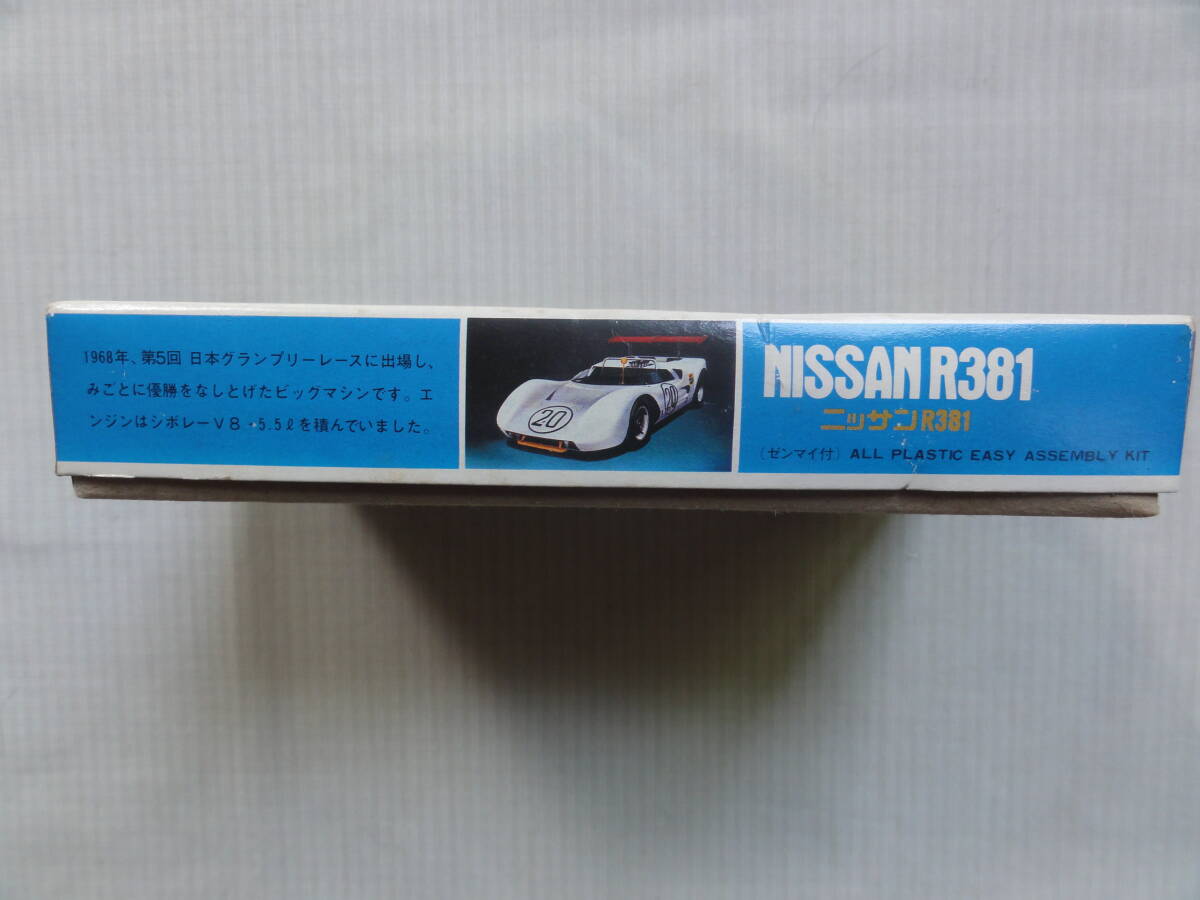 1968年、第5回 日本グランプリーレースに出場し、
みごとに優勝をなしとげたビッグマシンです。エ
ンジンはシボレーV8 5.5ℓを積んでいました。
20
20
NISSAN R381
ニッサンR381
(ゼンマイ付) ALL PLASTIC EASY ASSEMBLY KIT